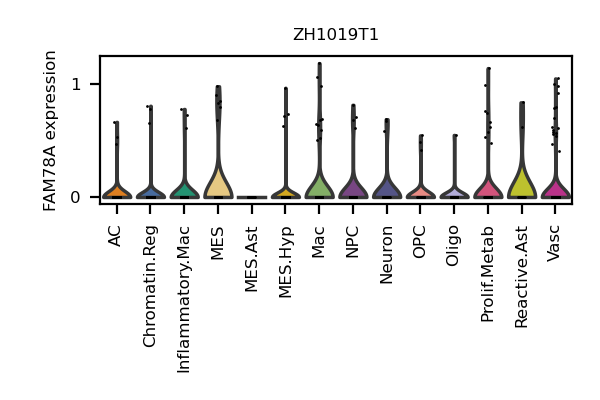 ZH1019T1
FAM78A expression
1
0
AC
Chromatin.Reg
Inflammatory.Mac
MES
MES.Ast
MES.Hyp
Mac
NPC
Neuron
OPC
Oligo
Prolif.Metab
Reactive.Ast
Vasc